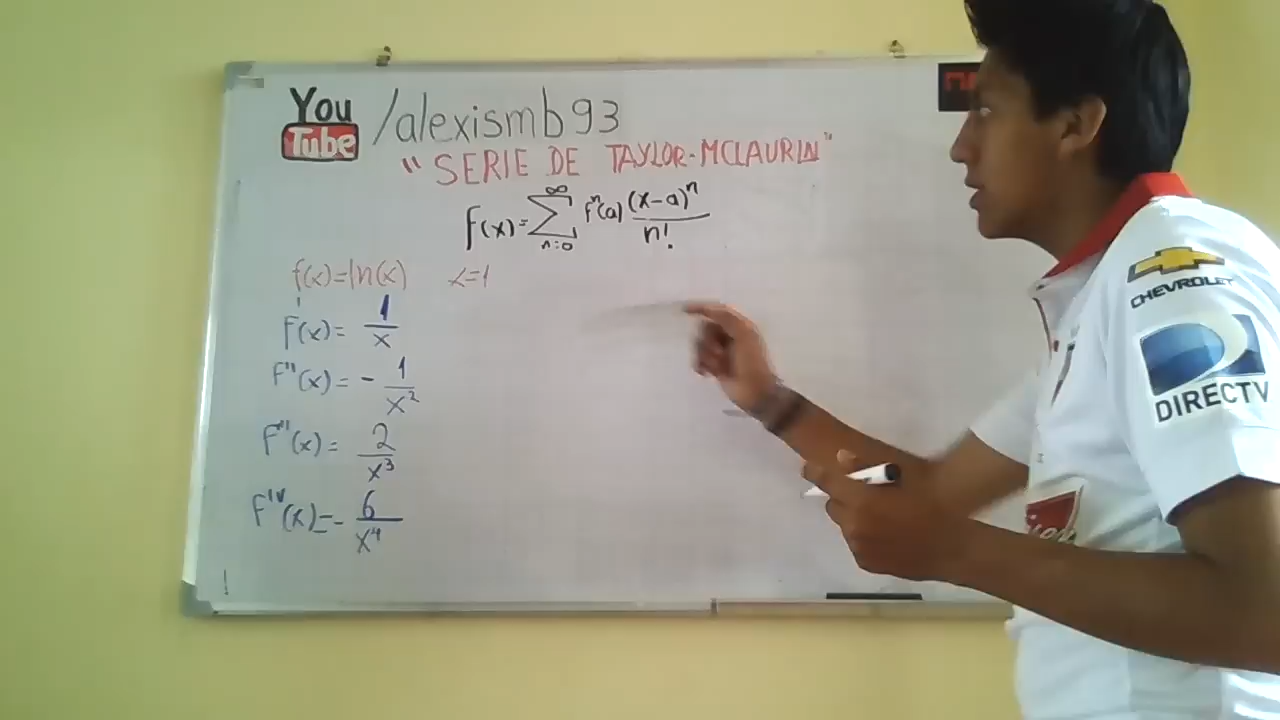 You Tube /alexismb93
"SERIE DE TAYLOR-MCLAURIN"
f(x)=∑_{n=0}^{∞} fⁿ(a) (x-a)ⁿ/n!
f(x)=ln(x) x=1
f'(x)= 1/x
f''(x)= - 1/x²
f'''(x)= 2/x³
f^{IV}(x)=- 6/x⁴
CHEVROLET
DIRECTV